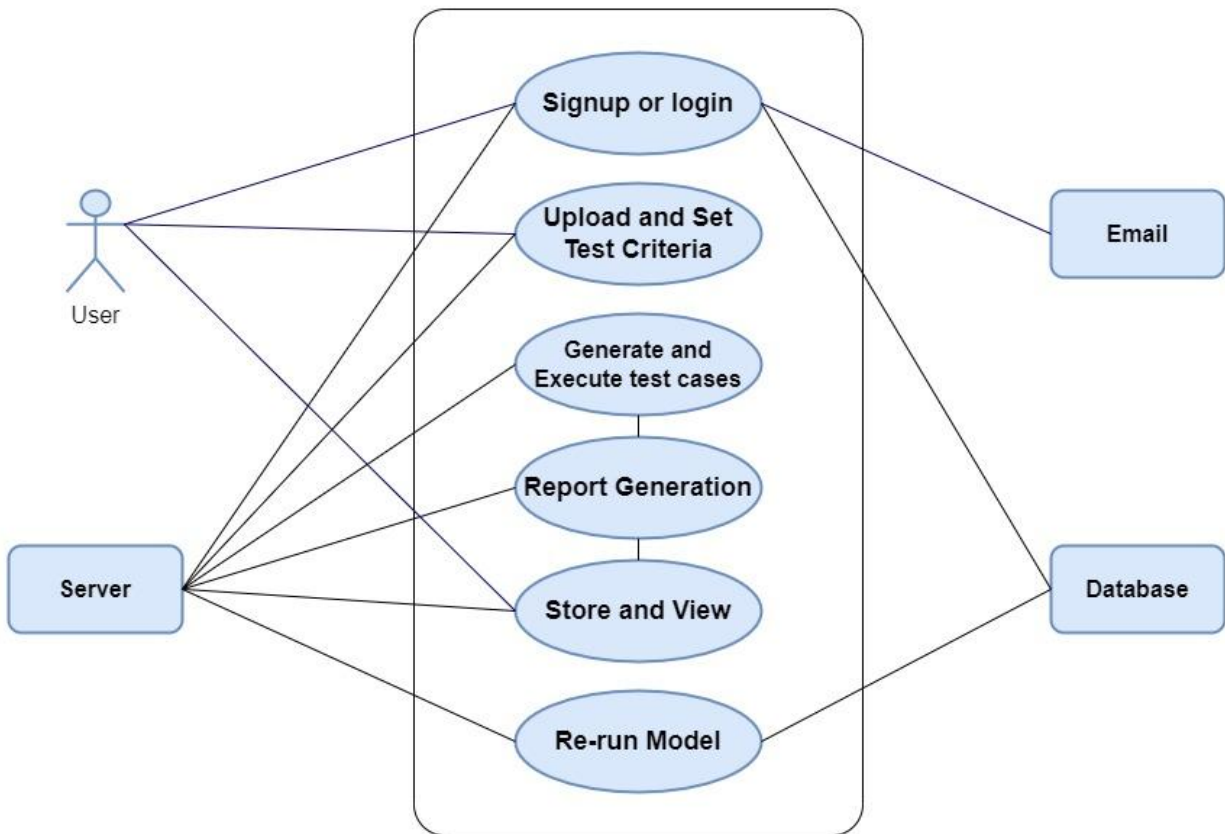 Signup or login
Upload and Set
Test Criteria
Email
User
Generate and
Execute test cases
Report Generation
Server
Store and View
Database
Re-run Model